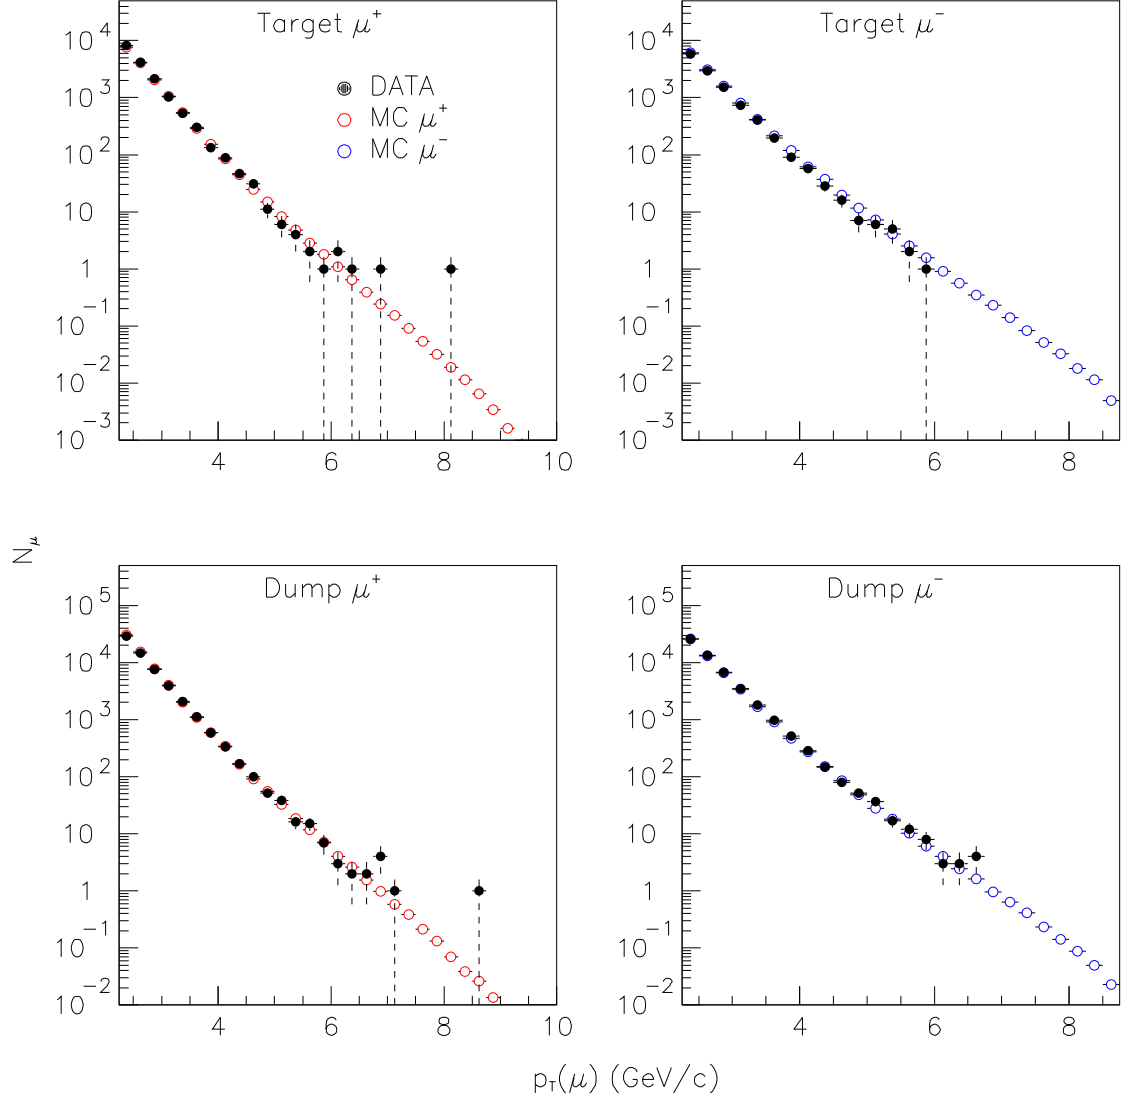 Target μ⁺
Target μ⁻
DATA
MC μ⁺
MC μ⁻
10⁴
10³
10²
10
1
10⁻¹
10⁻²
10⁻³
4 6 8 10
10⁴
10³
10²
10
1
10⁻¹
10⁻²
10⁻³
4 6 8
N_μ
Dump μ⁺
Dump μ⁻
10⁵
10⁴
10³
10²
10
1
10⁻¹
10⁻²
4 6 8 10
10⁵
10⁴
10³
10²
10
1
10⁻¹
10⁻²
4 6 8
p_T(μ) (GeV/c)